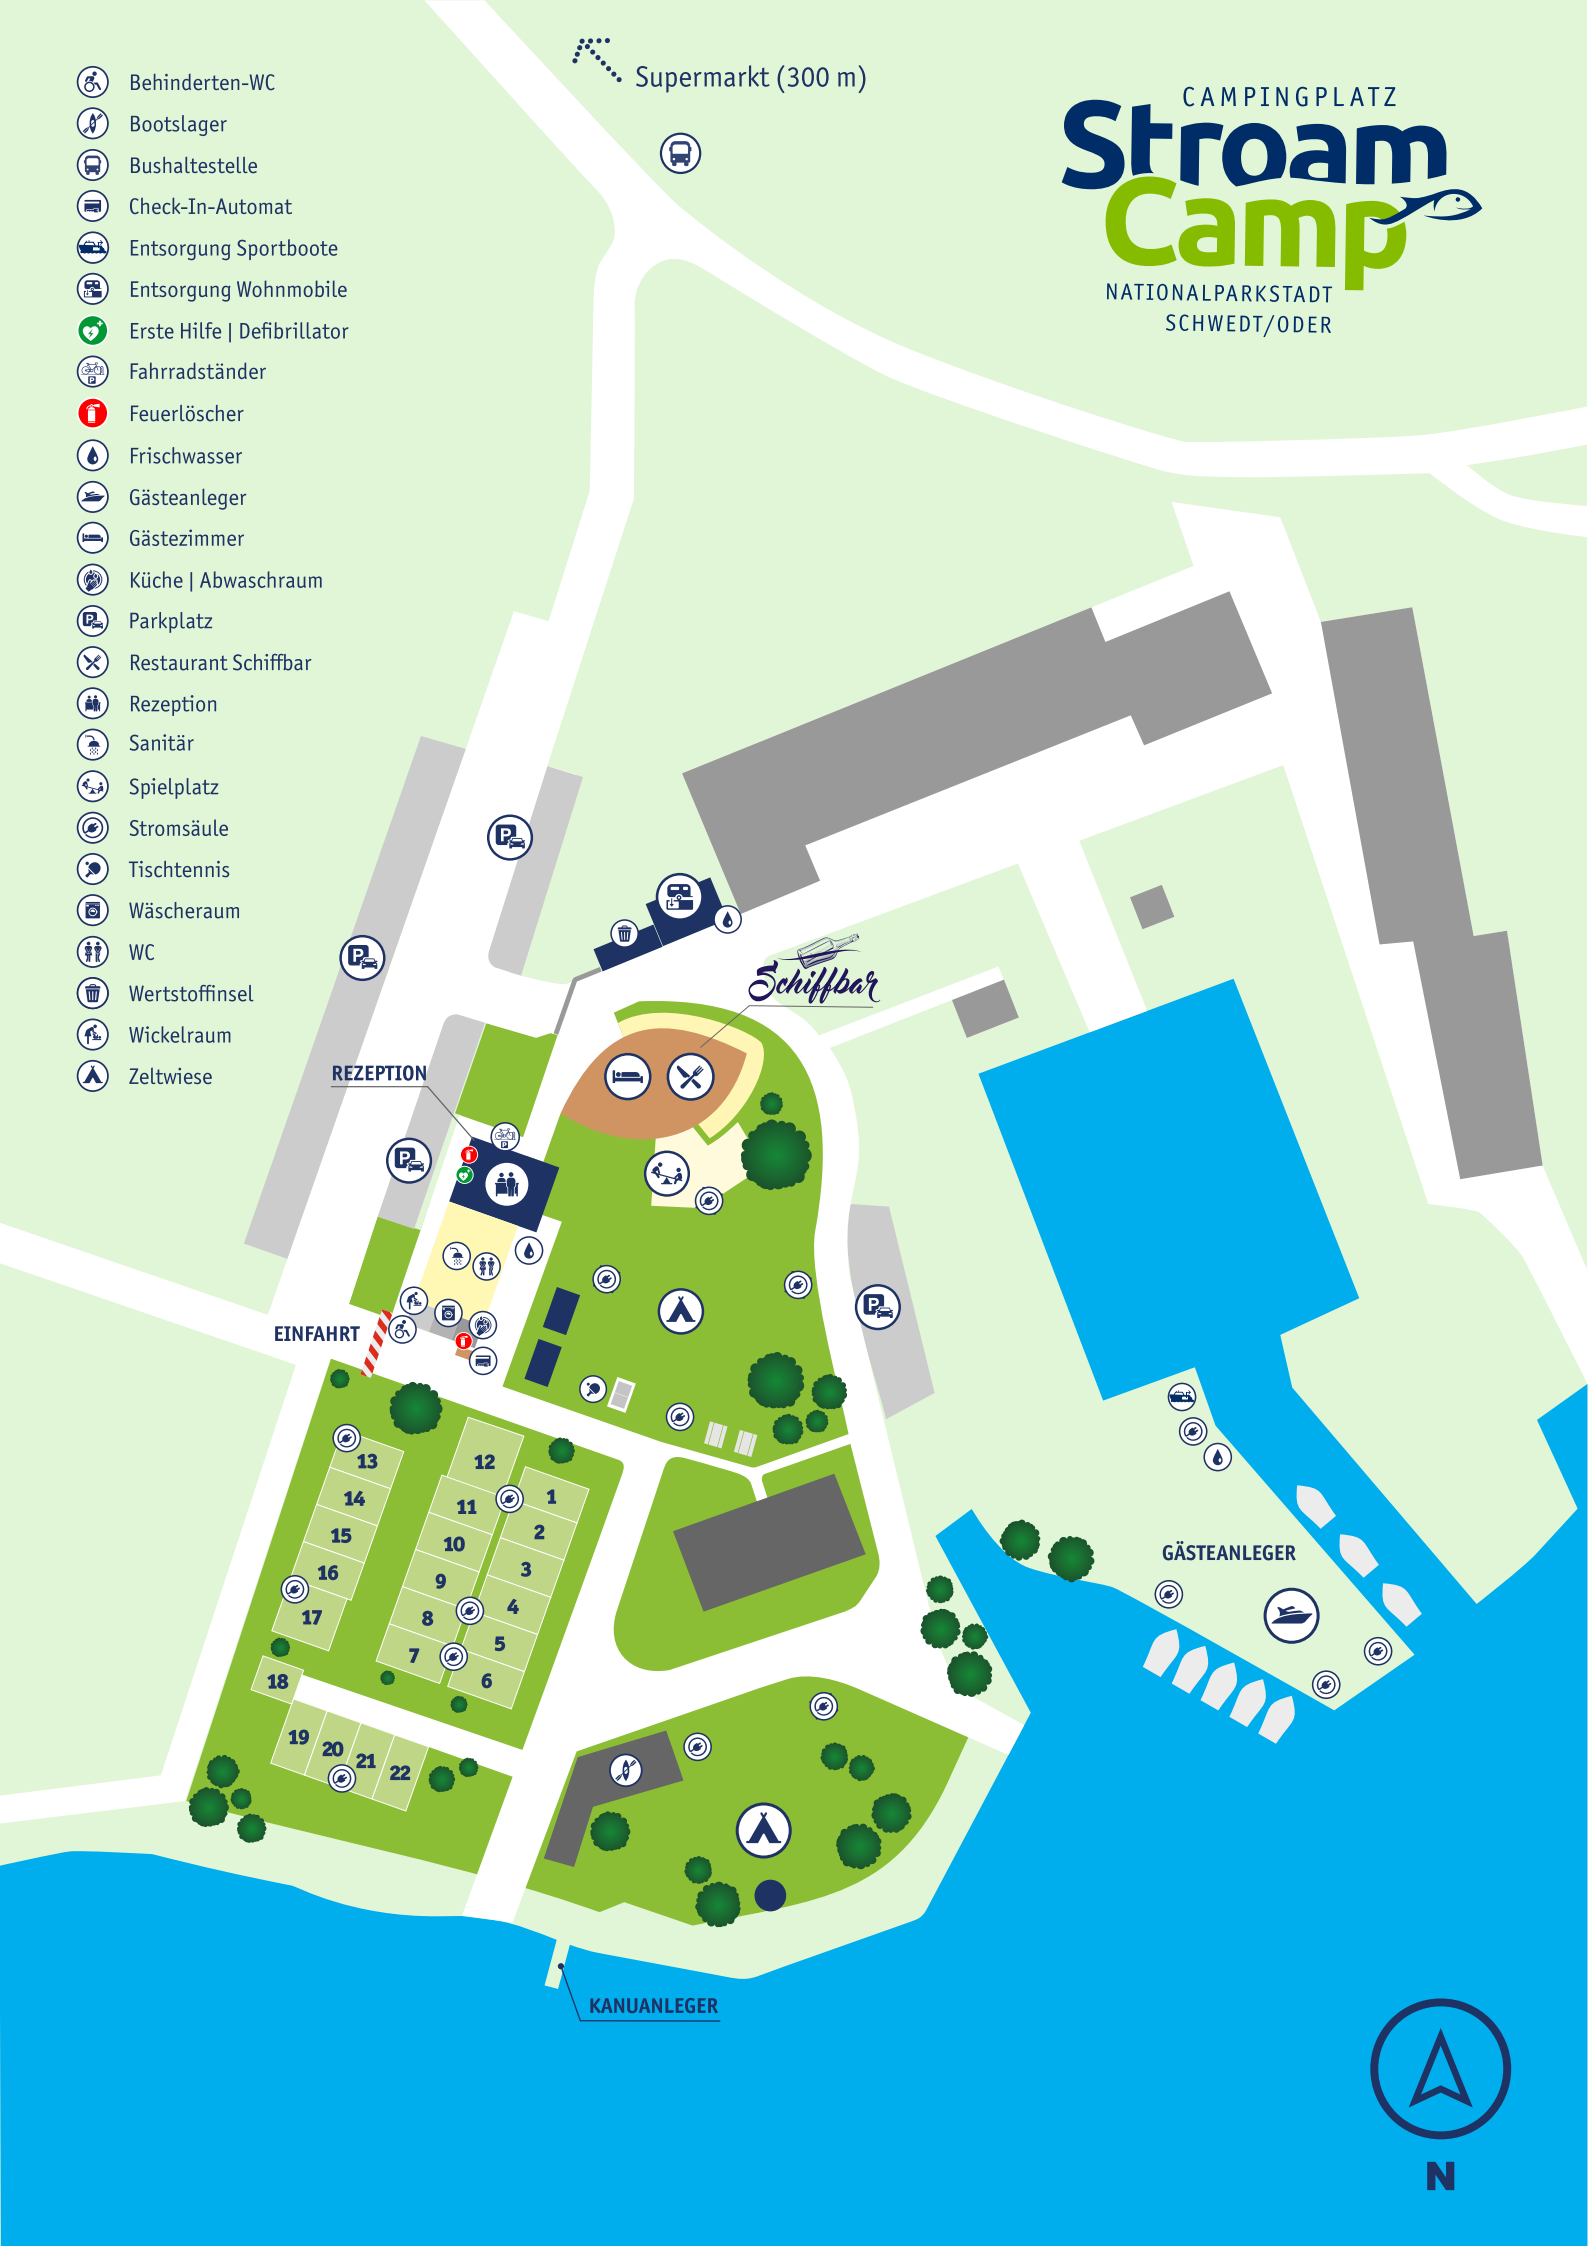 Supermarkt (300 m)
CAMPINGPLATZ
Stroam
Camp
NATIONALPARKSTADT
SCHWEDT/ODER
Behinderten-WC
Bootslager
Bushaltestelle
Check-In-Automat
Entsorgung Sportboote
Entsorgung Wohnmobile
Erste Hilfe | Defibrillator
Fahrradständer
Feuerlöscher
Frischwasser
Gästeanleger
Gästezimmer
Küche | Abwaschraum
Parkplatz
Restaurant Schiffbar
Rezeption
Sanitär
Spielplatz
Stromsäule
Tischtennis
Wäscheraum
WC
Wertstoffinsel
Wickelraum
Zeltwiese
P
P
Schiffbar
REZEPTION
P
P
P
EINFAHRT
P
13
14
15
16
17
18
12
11
10
9
8
7
1
2
3
4
5
6
19
20
21
22
GÄSTEANLEGER
KANUANLEGER
N